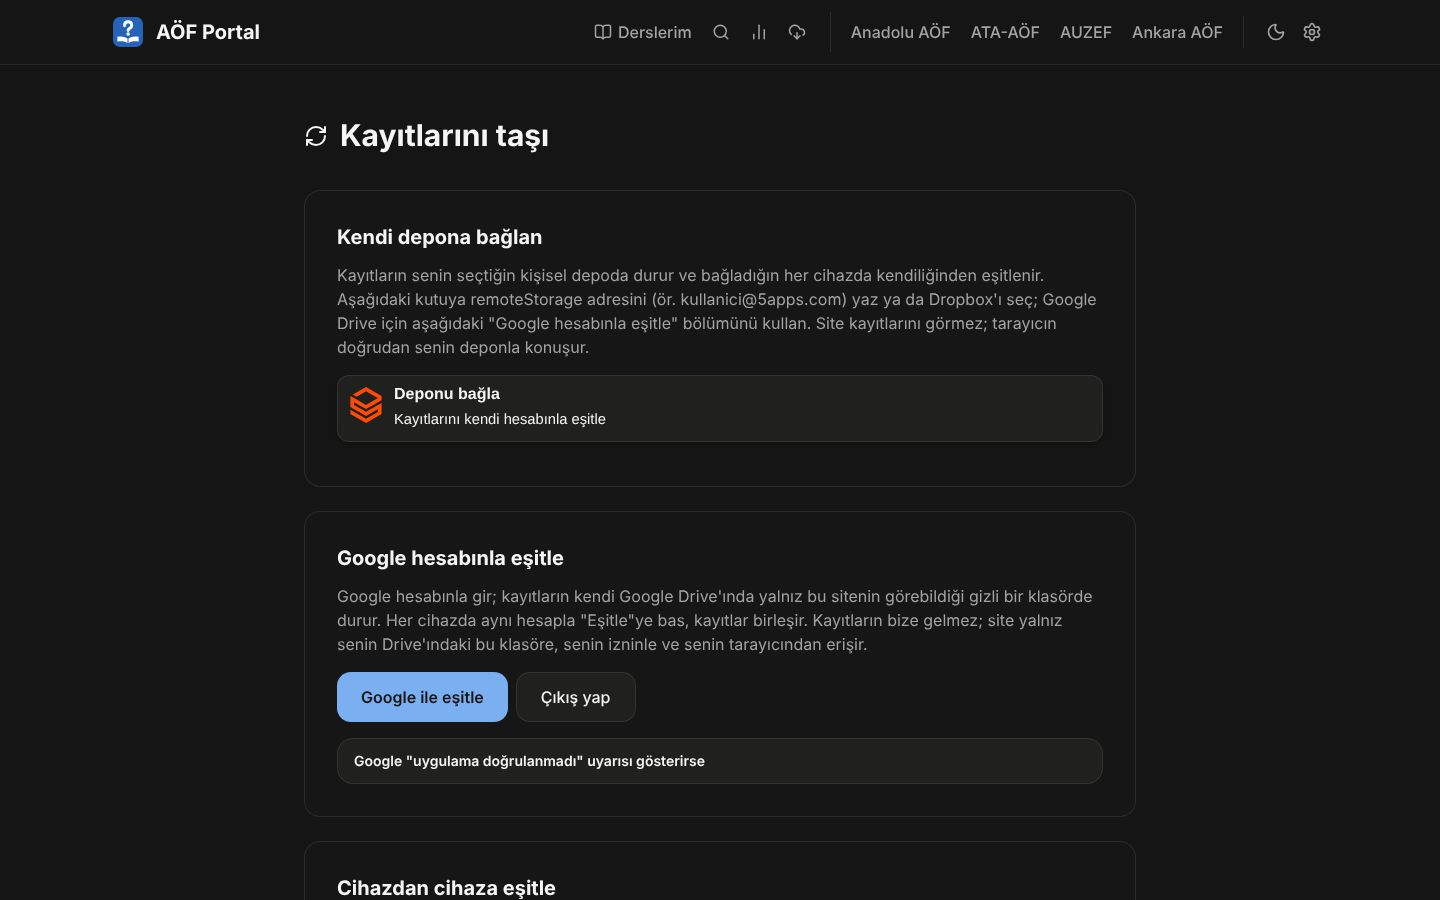 AÖF Portal
Derslerim
Anadolu AÖF
ATA-AÖF
AUZEF
Ankara AÖF
Kayıtlarını taşı
Kendi depona bağlan
Kayıtların senin seçtiğin kişisel depoda durur ve bağladığın her cihazda kendiliğinden eşitlenir.
Aşağıdaki kutuya remoteStorage adresini (ör. kullanici@5apps.com) yaz ya da Dropbox'ı seç; Google
Drive için aşağıdaki "Google hesabınla eşitle" bölümünü kullan. Site kayıtlarını görmez; tarayıcın
doğrudan senin deponla konuşur.
Deponu bağla
Kayıtlarını kendi hesabınla eşitle
Google hesabınla eşitle
Google hesabınla gir; kayıtların kendi Google Drive'ında yalnız bu sitenin görebildiği gizli bir klasörde
durur. Her cihazda aynı hesapla "Eşitle"ye bas, kayıtlar birleşir. Kayıtların bize gelmez; site yalnız
senin Drive'ındaki bu klasöre, senin izninle ve senin tarayıcından erişir.
Google ile eşitle
Çıkış yap
Google "uygulama doğrulanmadı" uyarısı gösterirse
Cihazdan cihaza eşitle